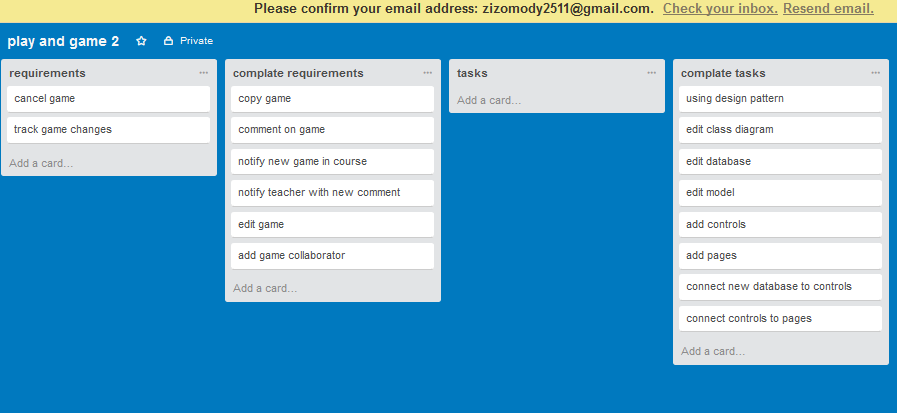 Please confirm your email address: zizomody2511@gmail.com. Check your inbox. Resend email.
play and game 2 Private
requirements
cancel game
track game changes
Add a card...
complate requirements
copy game
comment on game
notify new game in course
notify teacher with new comment
edit game
add game collaborator
Add a card...
tasks
Add a card...
complate tasks
using design pattern
edit class diagram
edit database
edit model
add controls
add pages
connect new database to controls
connect controls to pages
Add a card...